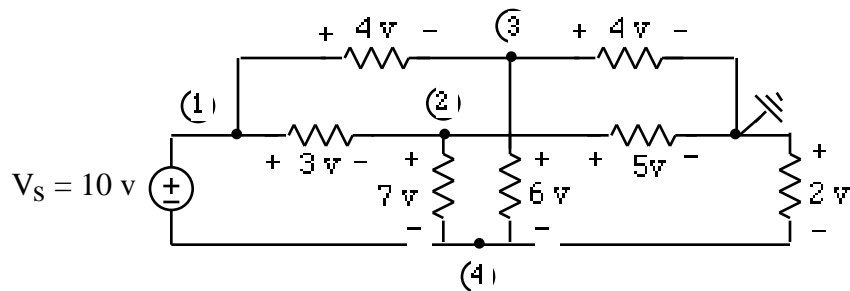 (3
+ 4 v − + 4 v −
(1) (2)
+ 3 v − + + + 5v − +
V_S = 10 v 7 v 6 v 2 v
− − −
(4)